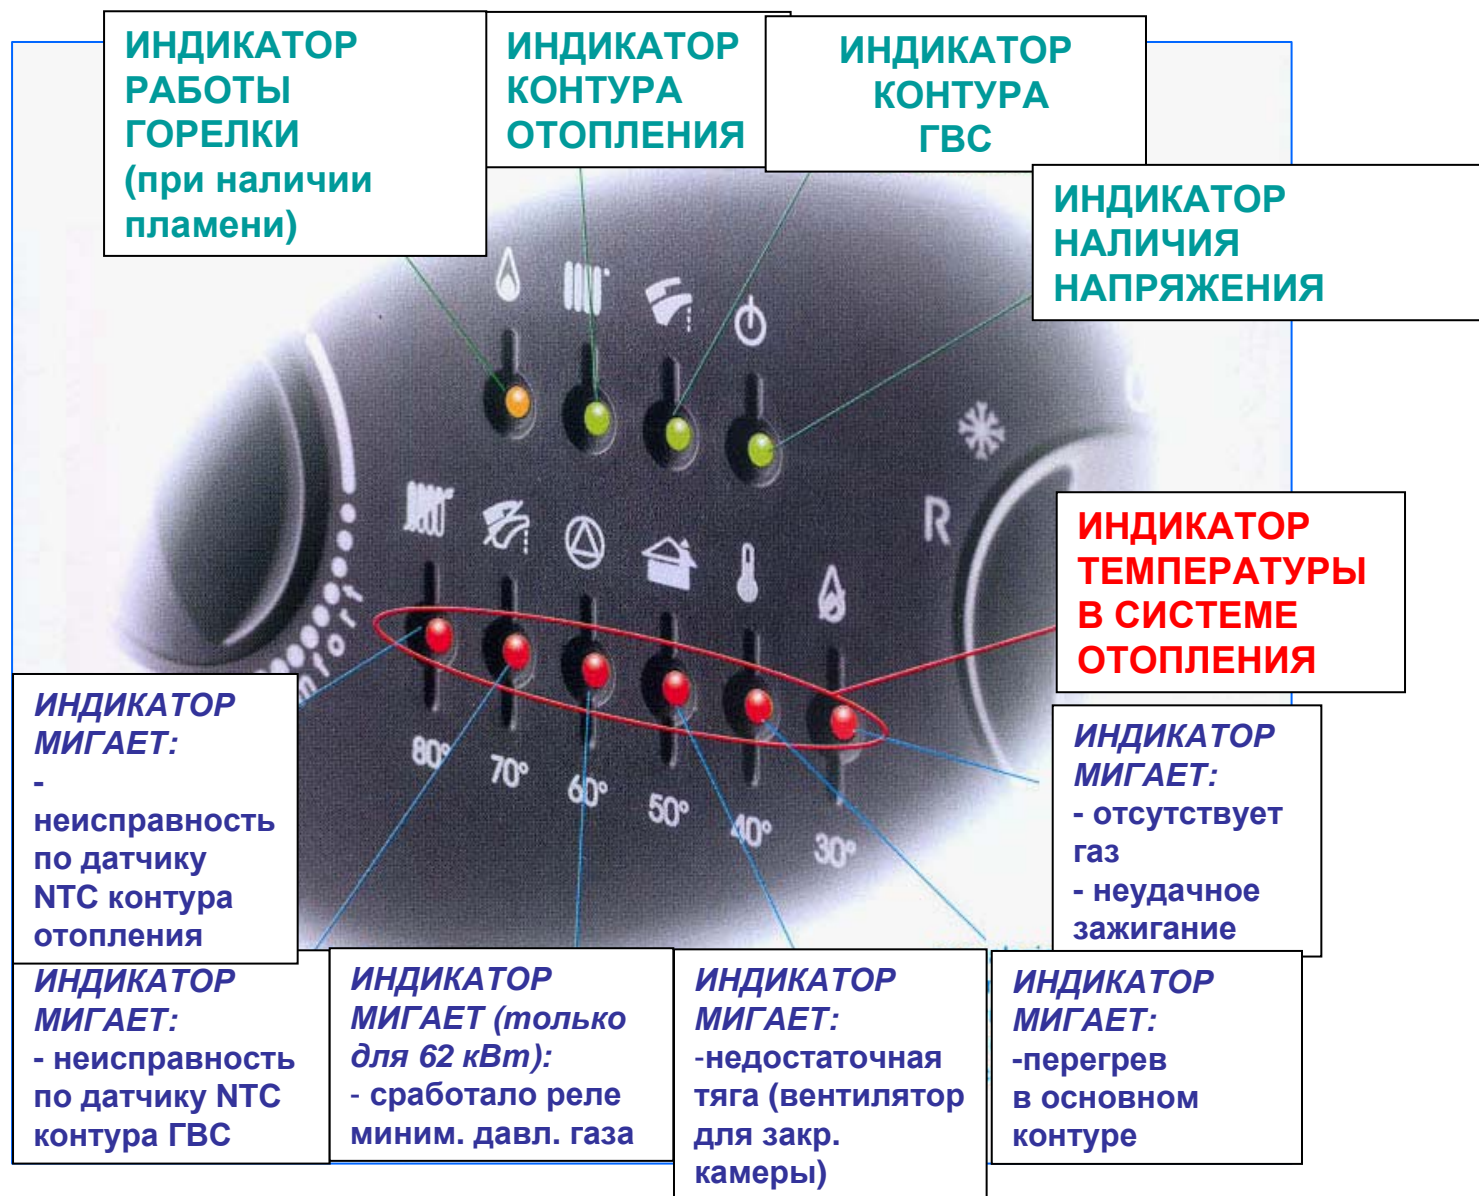 ИНДИКАТОР
РАБОТЫ
ГОРЕЛКИ
(при наличии
пламени)
ИНДИКАТОР
КОНТУРА
ОТОПЛЕНИЯ
ИНДИКАТОР
КОНТУРА
ГВС
ИНДИКАТОР
НАЛИЧИЯ
НАПРЯЖЕНИЯ
R
ИНДИКАТОР
ТЕМПЕРАТУРЫ
В СИСТЕМЕ
ОТОПЛЕНИЯ
80° 70° 60° 50° 40° 30°
ИНДИКАТОР
МИГАЕТ:
-
неисправность
по датчику
NTC контура
отопления
ИНДИКАТОР
МИГАЕТ:
- отсутствует
газ
- неудачное
зажигание
ИНДИКАТОР
МИГАЕТ:
- неисправность
по датчику NTC
контура ГВС
ИНДИКАТОР
МИГАЕТ (только
для 62 кВт):
- сработало реле
миним. давл. газа
ИНДИКАТОР
МИГАЕТ:
-недостаточная
тяга (вентилятор
для закр.
камеры)
ИНДИКАТОР
МИГАЕТ:
-перегрев
в основном
контуре